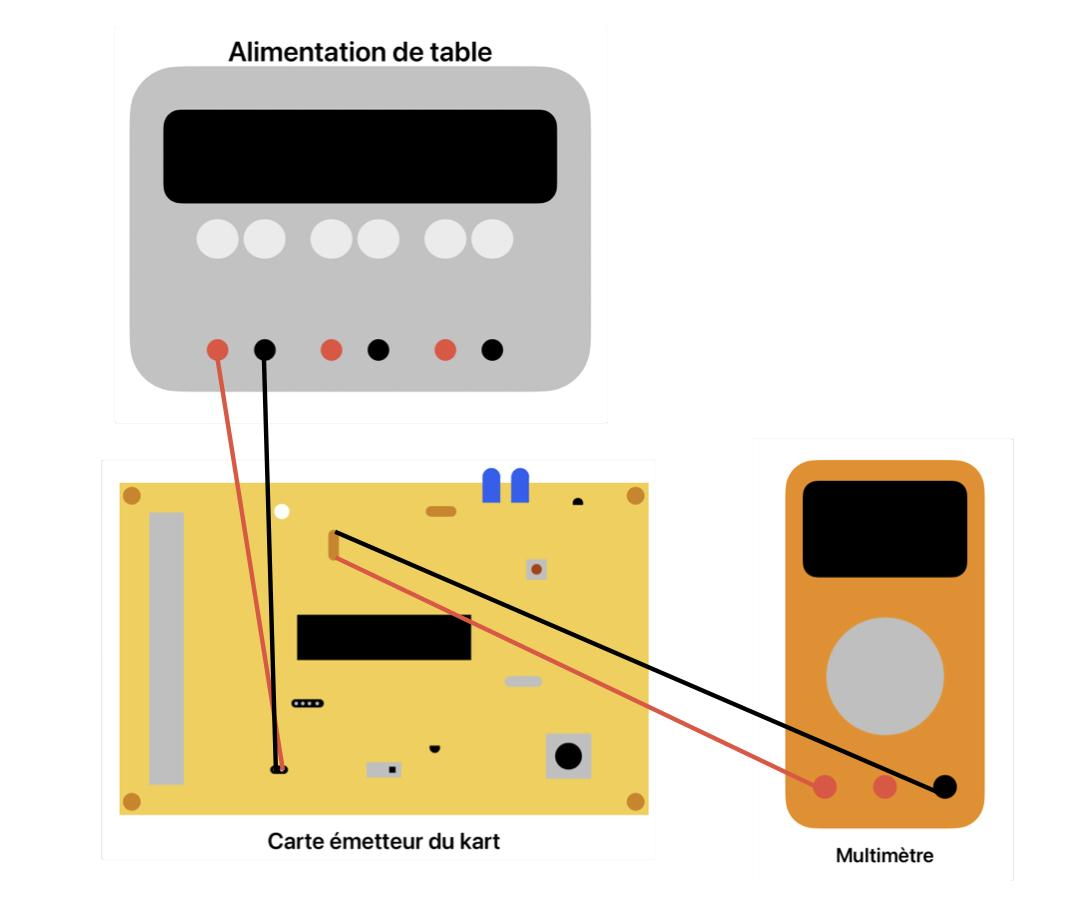 Alimentation de table
Carte émetteur du kart
Multimètre